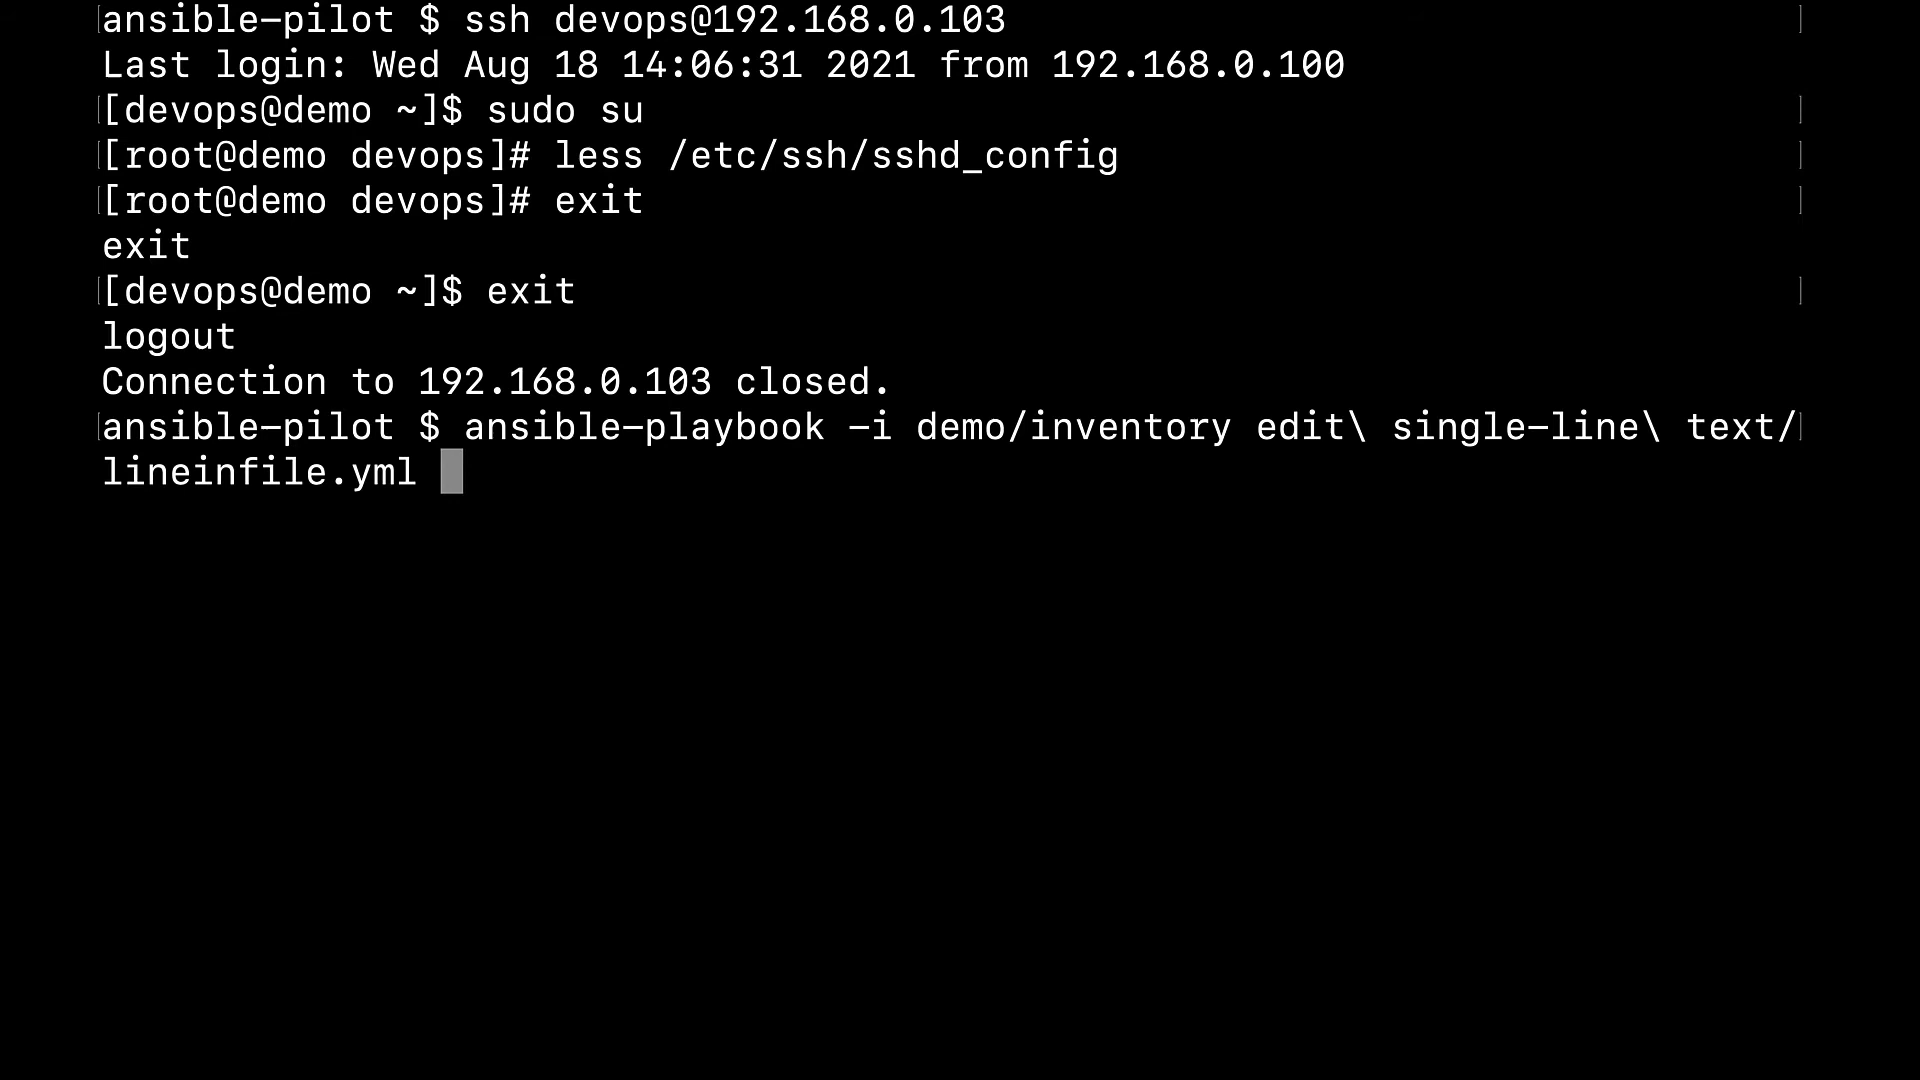 ansible-pilot $ ssh devops@192.168.0.103
Last login: Wed Aug 18 14:06:31 2021 from 192.168.0.100
[devops@demo ~]$ sudo su
[root@demo devops]# less /etc/ssh/sshd_config
[root@demo devops]# exit
exit
[devops@demo ~]$ exit
logout
Connection to 192.168.0.103 closed.
ansible-pilot $ ansible-playbook -i demo/inventory edit\ single-line\ text/
lineinfile.yml